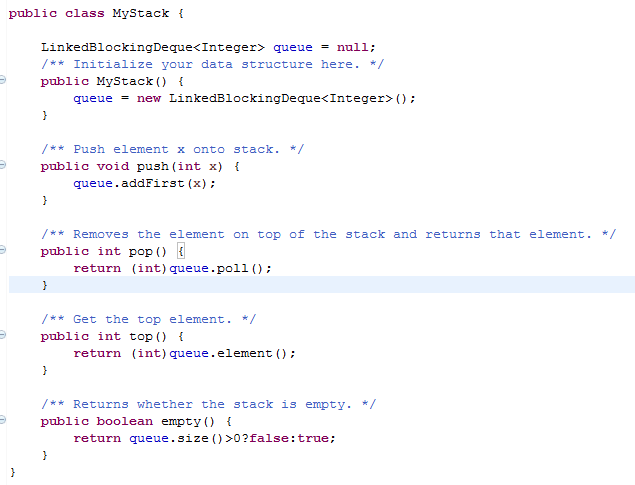 public class MyStack {
LinkedBlockingDeque<Integer> queue = null;
/** Initialize your data structure here. */
public MyStack() {
queue = new LinkedBlockingDeque<Integer>();
}
/** Push element x onto stack. */
public void push(int x) {
queue.addFirst(x);
}
/** Removes the element on top of the stack and returns that element. */
public int pop() {
return (int)queue.poll();
}
/** Get the top element. */
public int top() {
return (int)queue.element();
}
/** Returns whether the stack is empty. */
public boolean empty() {
return queue.size()>0?false:true;
}
}